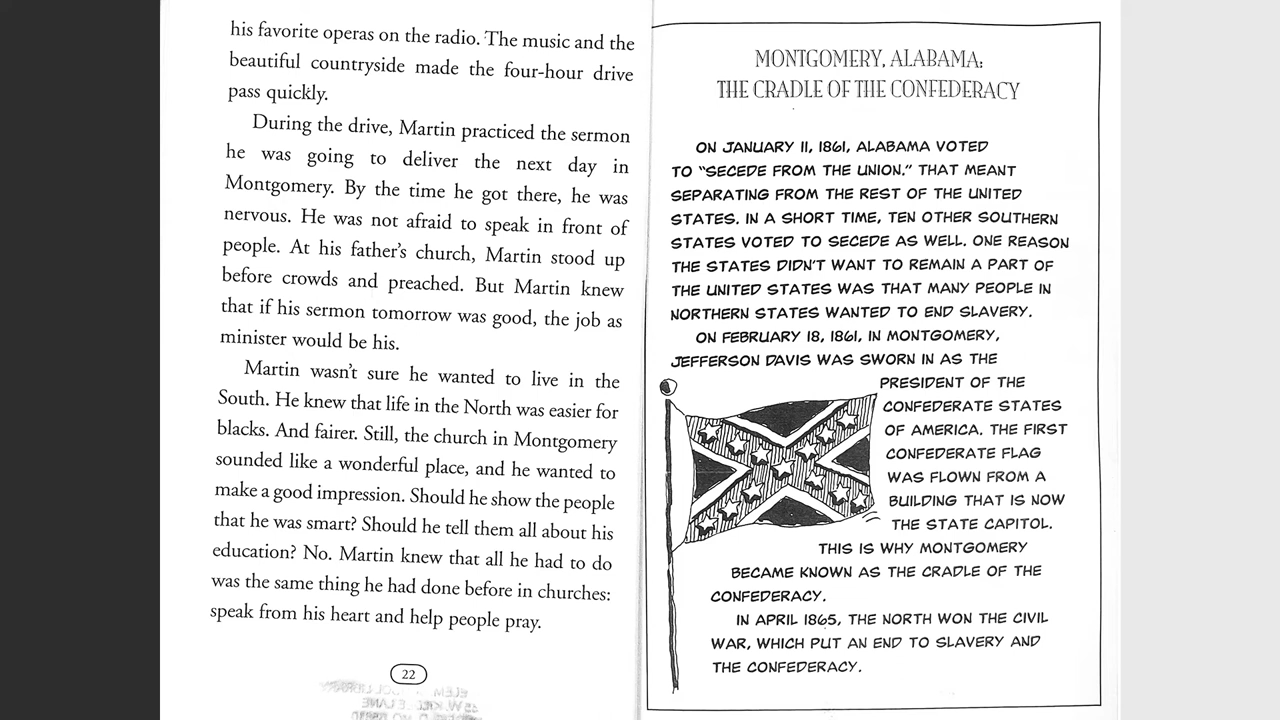 his favorite operas on the radio. The music and the
beautiful countryside made the four-hour drive
pass quickly.
During the drive, Martin practiced the sermon
he was going to deliver the next day in
Montgomery. By the time he got there, he was
nervous. He was not afraid to speak in front of
people. At his father's church, Martin stood up
before crowds and preached. But Martin knew
that if his sermon tomorrow was good, the job as
minister would be his.
Martin wasn't sure he wanted to live in the
South. He knew that life in the North was easier for
blacks. And fairer. Still, the church in Montgomery
sounded like a wonderful place, and he wanted to
make a good impression. Should he show the people
that he was smart? Should he tell them all about his
education? No. Martin knew that all he had to do
was the same thing he had done before in churches:
speak from his heart and help people pray.
22
MONTGOMERY, ALABAMA:
THE CRADLE OF THE CONFEDERACY
ON JANUARY 11, 1861, ALABAMA VOTED
TO "SECEDE FROM THE UNION." THAT MEANT
SEPARATING FROM THE REST OF THE UNITED
STATES. IN A SHORT TIME, TEN OTHER SOUTHERN
STATES VOTED TO SECEDE AS WELL. ONE REASON
THE STATES DIDN'T WANT TO REMAIN A PART OF
THE UNITED STATES WAS THAT MANY PEOPLE IN
NORTHERN STATES WANTED TO END SLAVERY.
ON FEBRUARY 18, 1861, IN MONTGOMERY,
JEFFERSON DAVIS WAS SWORN IN AS THE
PRESIDENT OF THE
CONFEDERATE STATES
OF AMERICA. THE FIRST
CONFEDERATE FLAG
WAS FLOWN FROM A
BUILDING THAT IS NOW
THE STATE CAPITOL.
THIS IS WHY MONTGOMERY
BECAME KNOWN AS THE CRADLE OF THE
CONFEDERACY.
IN APRIL 1865, THE NORTH WON THE CIVIL
WAR, WHICH PUT AN END TO SLAVERY AND
THE CONFEDERACY.